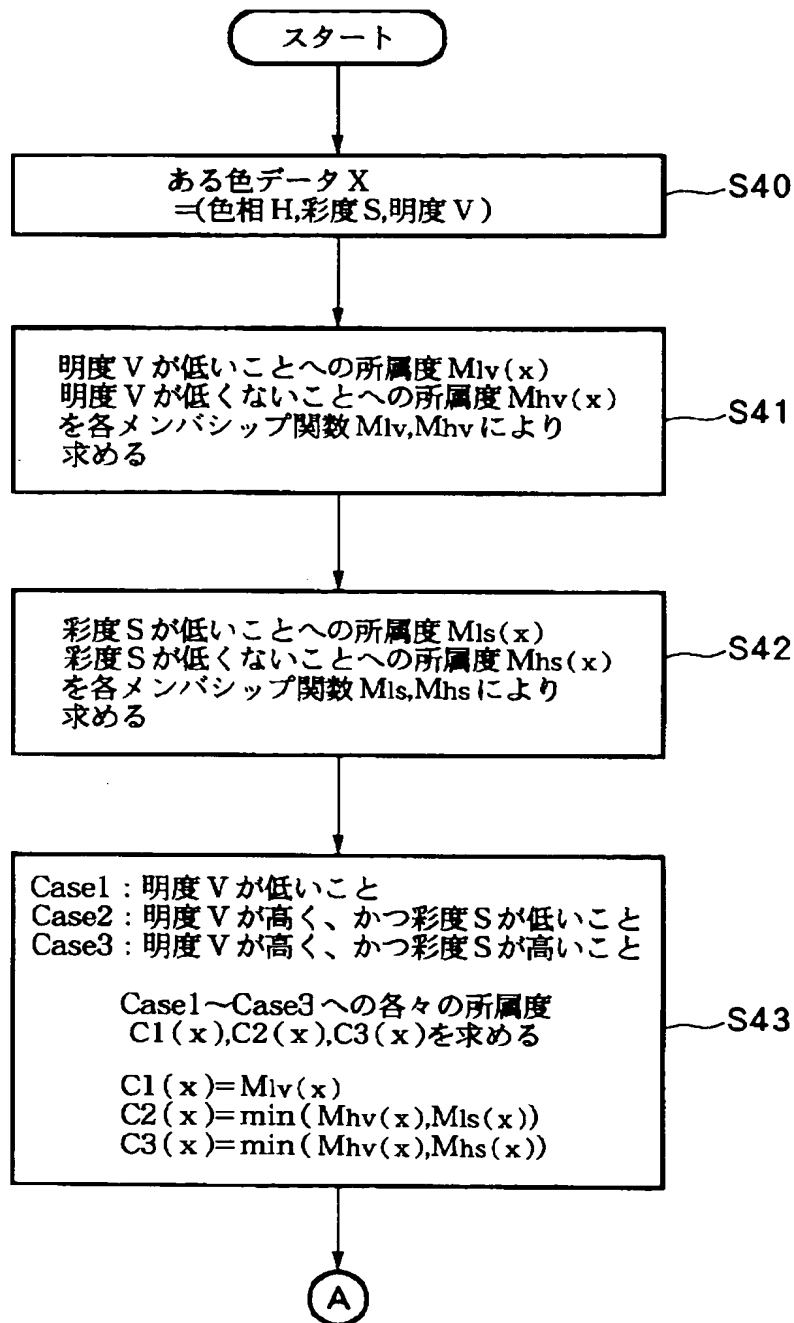 スタート
ある色データX
=(色相H,彩度S,明度V)
S40
明度Vが低いことへの所属度Mlv(x)
明度Vが低くないことへの所属度Mhv(x)
を各メンバシップ関数Mlv,Mhvにより
求める
S41
彩度Sが低いことへの所属度Mls(x)
彩度Sが低くないことへの所属度Mhs(x)
を各メンバシップ関数Mls,Mhsにより
求める
S42
Case1:明度Vが低いこと
Case2:明度Vが高く、かつ彩度Sが低いこと
Case3:明度Vが高く、かつ彩度Sが高いこと
Case1～Case3への各々の所属度
C1(x),C2(x),C3(x)を求める
S43
C1(x)=Mlv(x)
C2(x)=min(Mhv(x),Mls(x))
C3(x)=min(Mhv(x),Mhs(x))
A